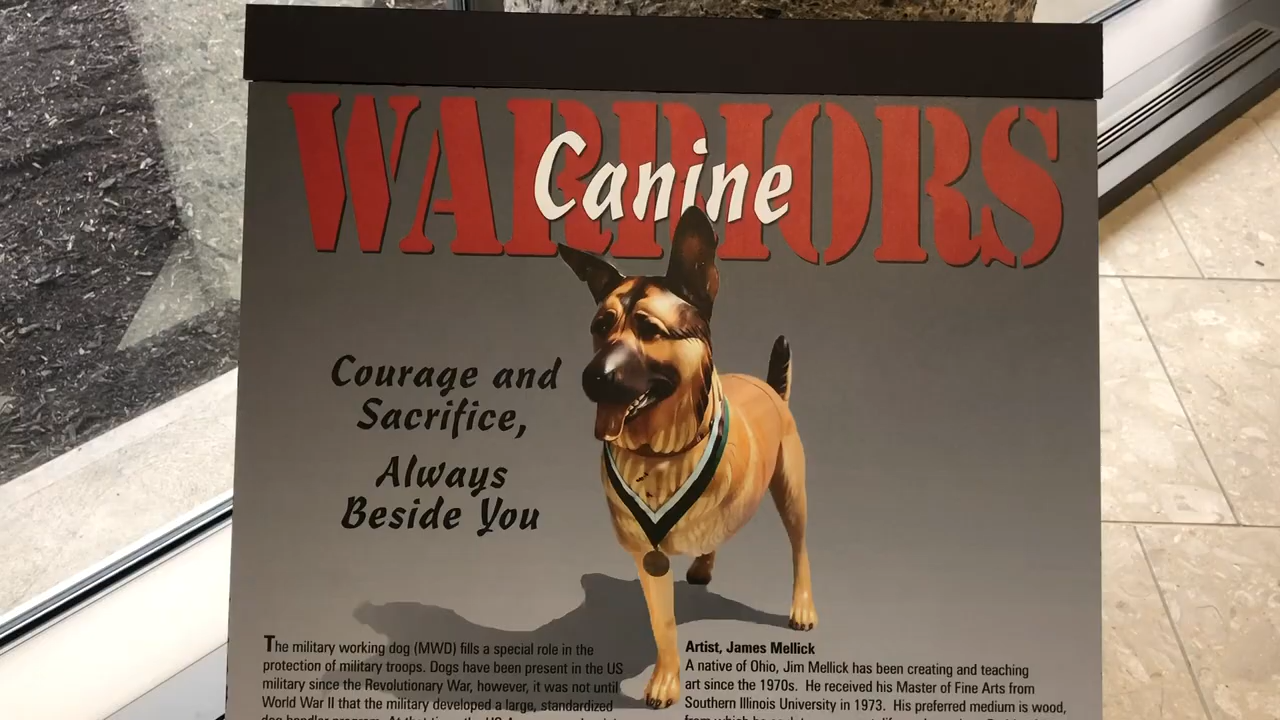 WARRIORS
Canine
Courage and
Sacrifice,
Always
Beside You
The military working dog (MWD) fills a special role in the
protection of military troops. Dogs have been present in the US
military since the Revolutionary War, however, it was not until
World War II that the military developed a large, standardized
Artist, James Mellick
A native of Ohio, Jim Mellick has been creating and teaching
art since the 1970s. He received his Master of Fine Arts from
Southern Illinois University in 1973. His preferred medium is wood,